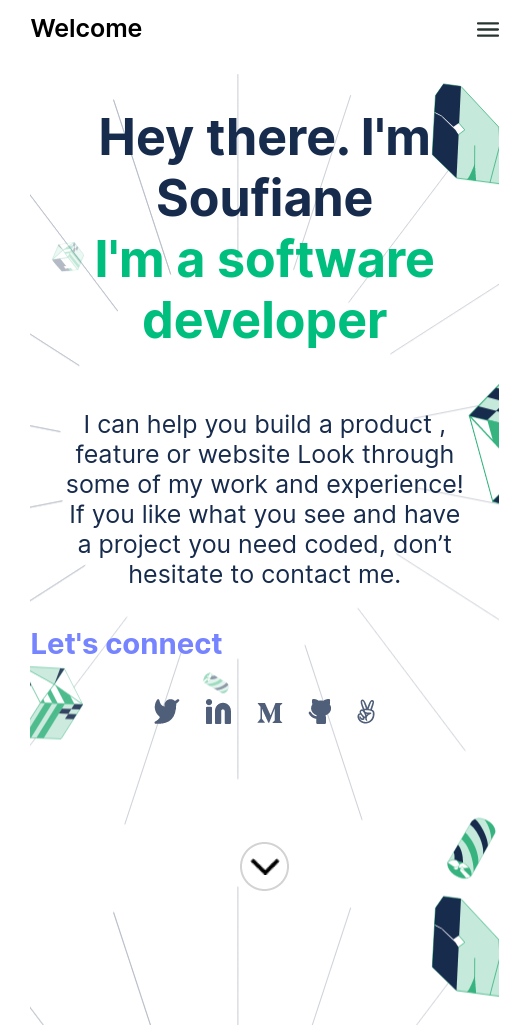 Welcome
Hey there. I'm
Soufiane
I'm a software
developer
I can help you build a product ,
feature or website Look through
some of my work and experience!
If you like what you see and have
a project you need coded, don’t
hesitate to contact me.
Let's connect